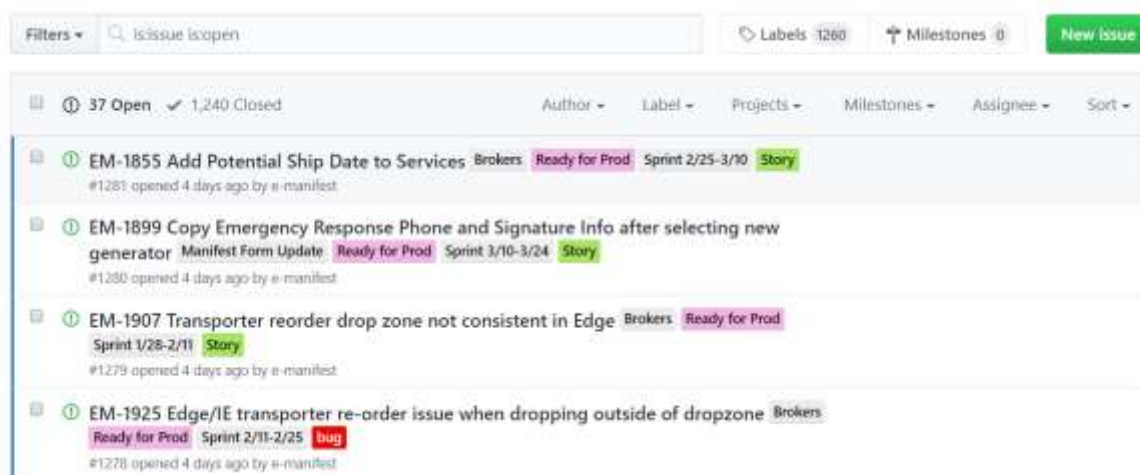 Filters is:issue is:open Labels 1260 Milestones 0 New issue
37 Open 1,240 Closed Author Label Projects Milestones Assignee Sort
EM-1855 Add Potential Ship Date to Services Brokers Ready for Prod Sprint 2/25-3/10 Story
#1281 opened 4 days ago by e-manifest
EM-1899 Copy Emergency Response Phone and Signature Info after selecting new
generator Manifest Form Update Ready for Prod Sprint 3/10-3/24 Story
#1280 opened 4 days ago by e-manifest
EM-1907 Transporter reorder drop zone not consistent in Edge Brokers Ready for Prod
Sprint 1/28-2/11 Story
#1279 opened 4 days ago by e-manifest
EM-1925 Edge/IE transporter re-order issue when dropping outside of dropzone Brokers
Ready for Prod Sprint 2/11-2/25 bug
#1278 opened 4 days ago by e-manifest